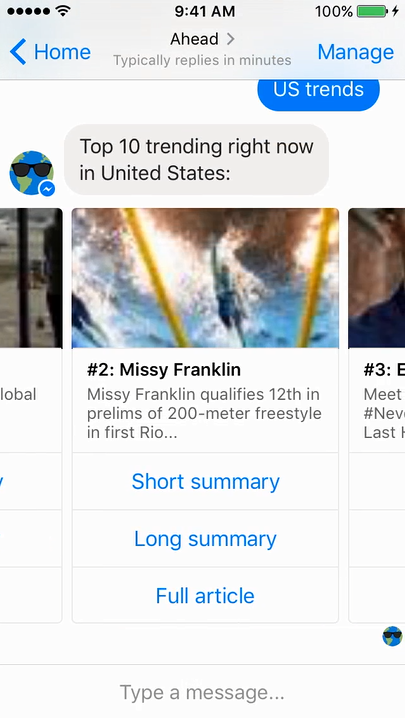 9:41 AM
100%
Home
Ahead
Manage
Typically replies in minutes
US trends
Top 10 trending right now
in United States:
#2: Missy Franklin
Missy Franklin qualifies 12th in
prelims of 200-meter freestyle
in first Rio...
Short summary
Long summary
Full article
#3: E
Meet
#Nev
Last
Type a message...